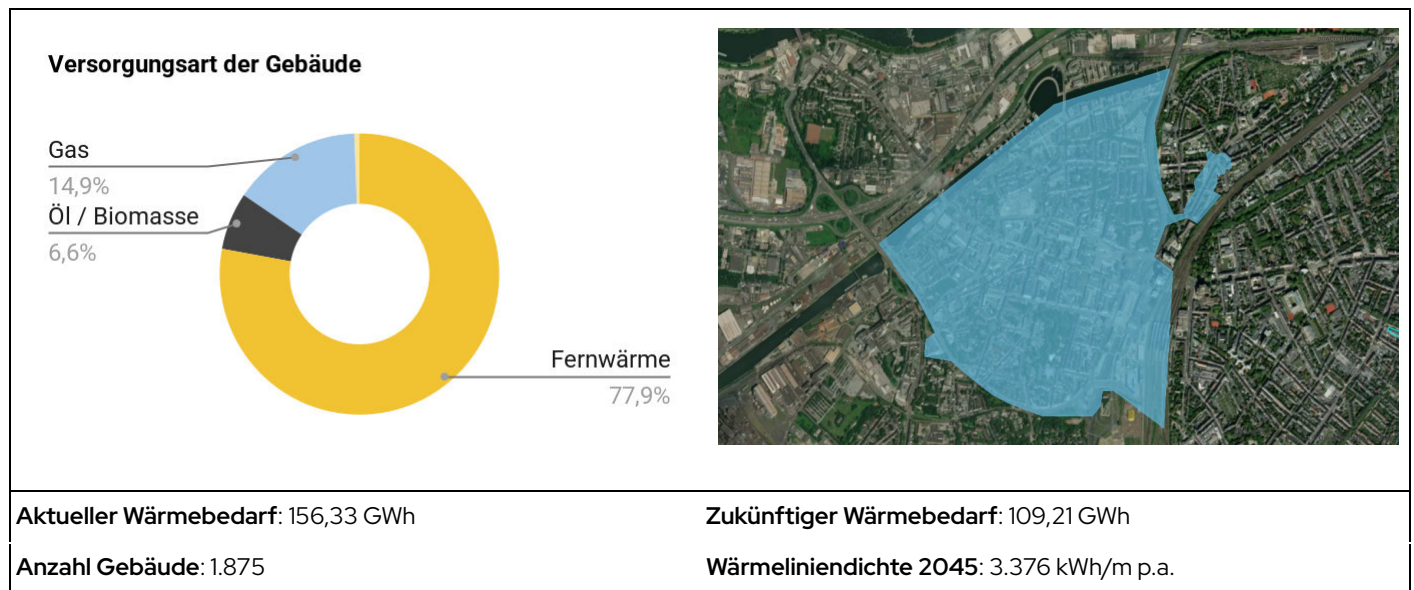 Versorgungsart der Gebäude
Gas
14,9%
Öl / Biomasse
6,6%
Fernwärme
77,9%
Aktueller Wärmebedarf: 156,33 GWh
Zukünftiger Wärmebedarf: 109,21 GWh
Anzahl Gebäude: 1.875
Wärmeliniendichte 2045: 3.376 kWh/m p.a.